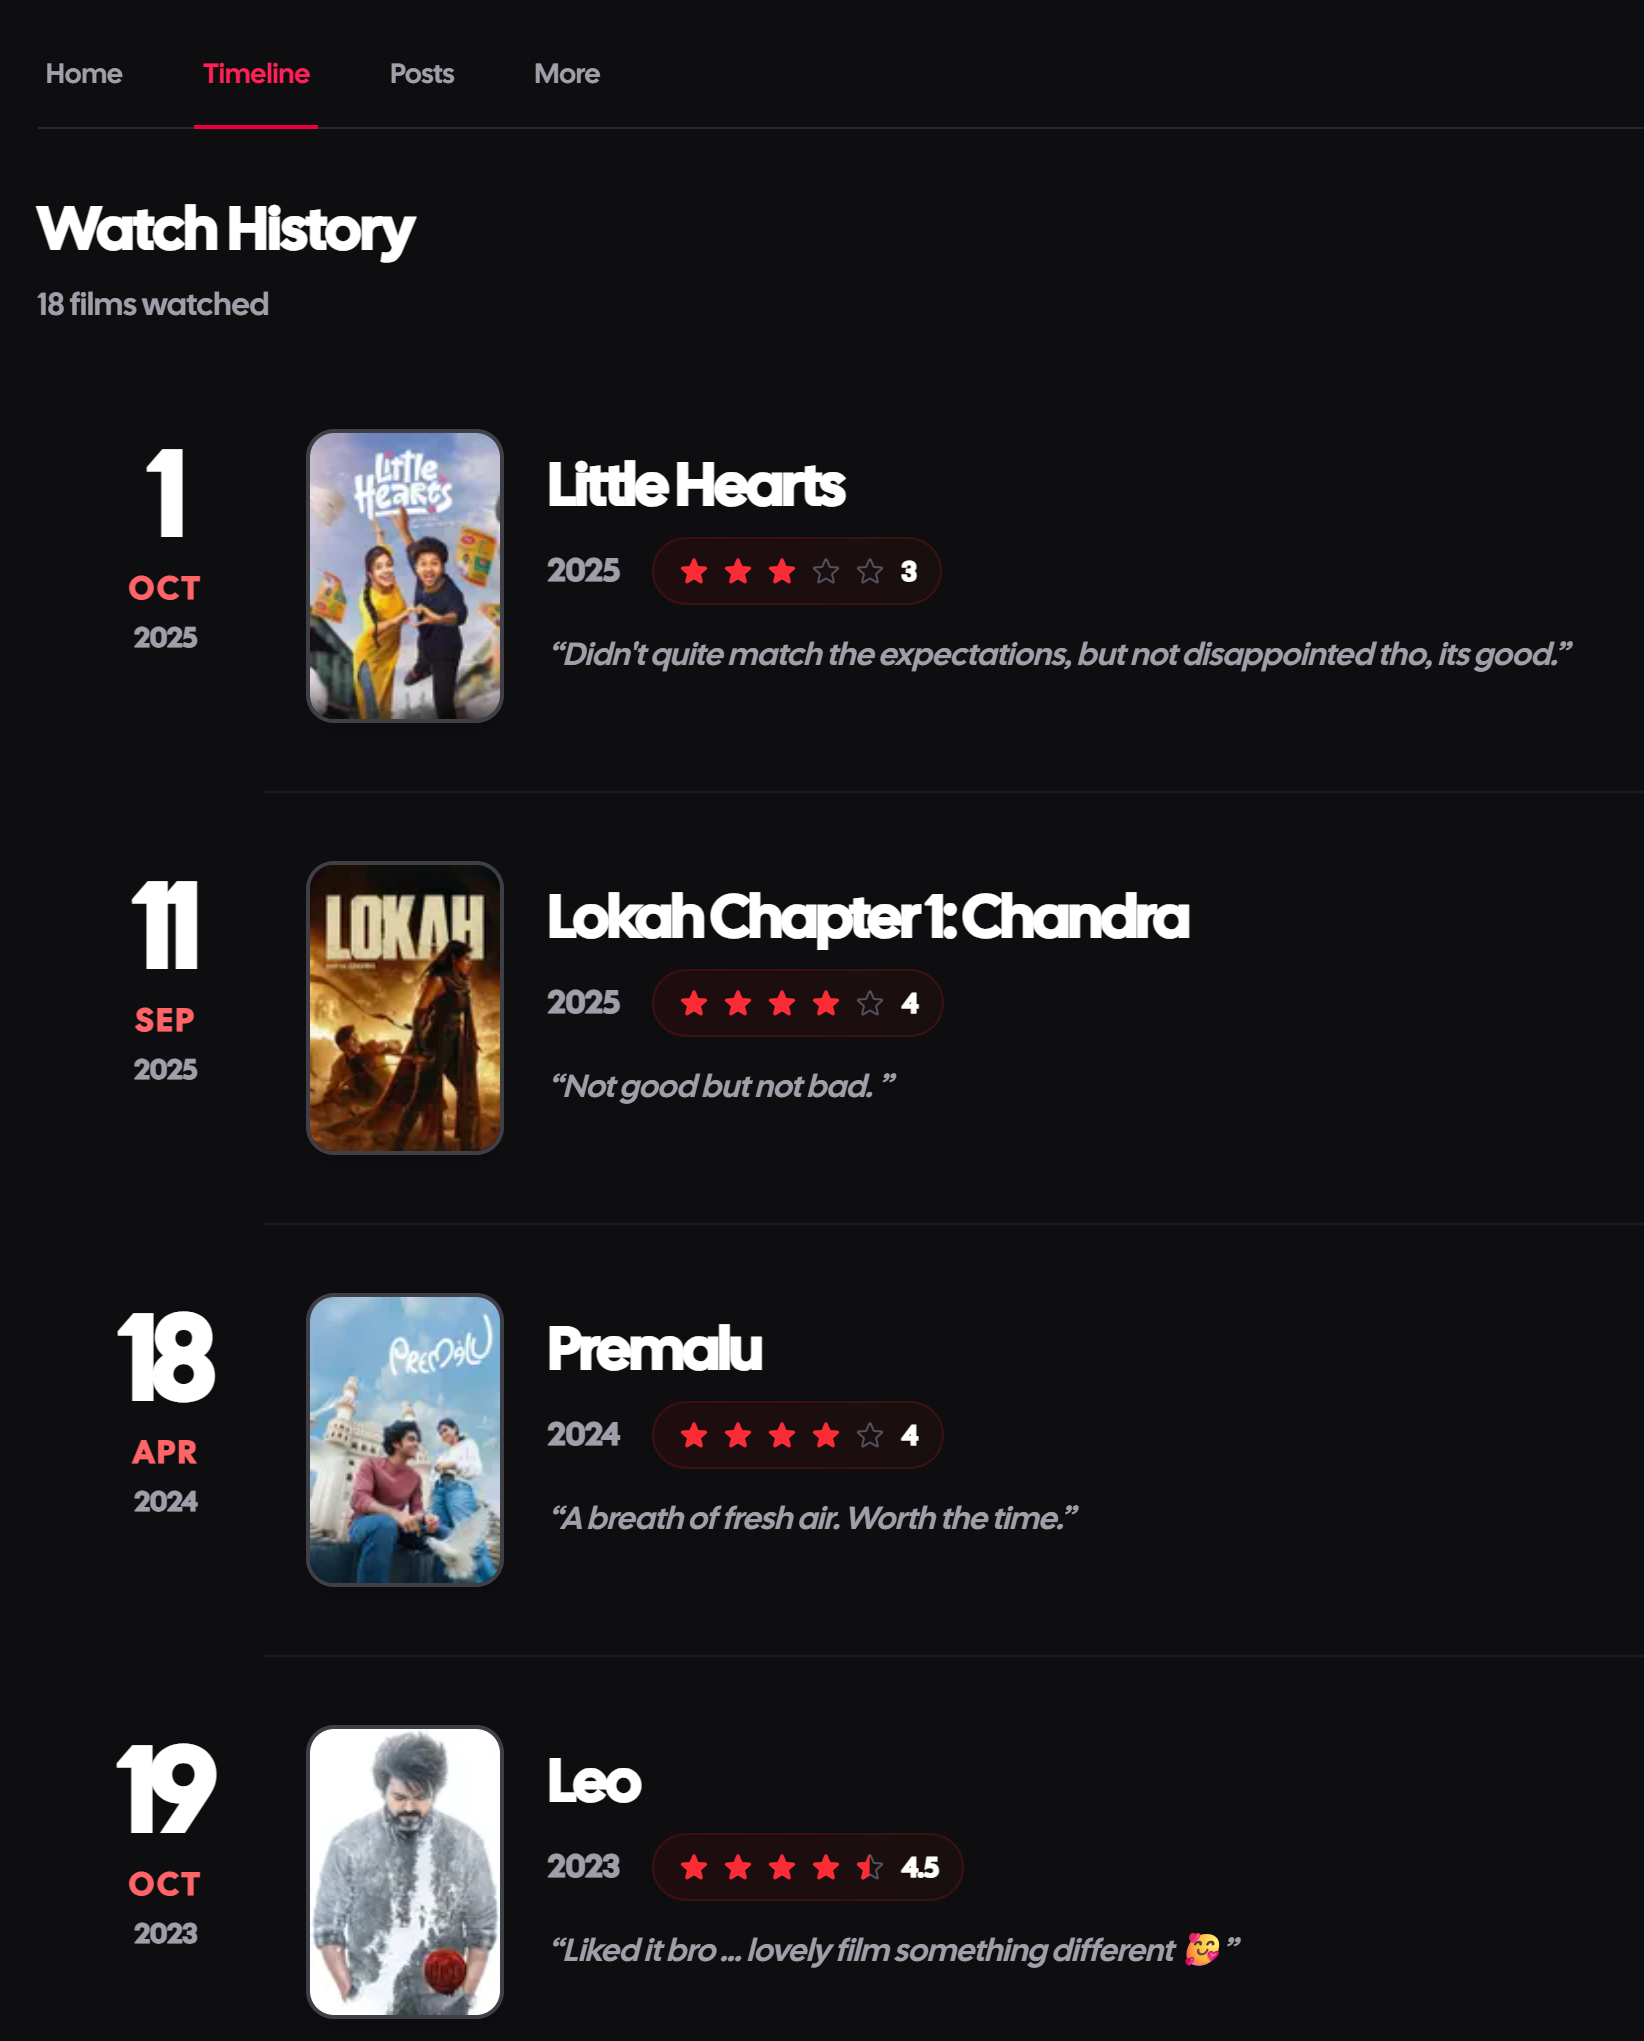 Home Timeline Posts More
Watch History
18 films watched
1
OCT
2025
Little Hearts
Little Hearts
2025 3
“Didn't quite match the expectations, but not disappointed tho, its good.”
11
SEP
2025
LOKAH
Lokah Chapter 1: Chandra
2025 4
“Not good but not bad. ”
18
APR
2024
PREMALU
Premalu
2024 4
“A breath of fresh air. Worth the time.”
19
OCT
2023
Leo
2023 4.5
“Liked it bro ... lovely film something different 🥰 ”